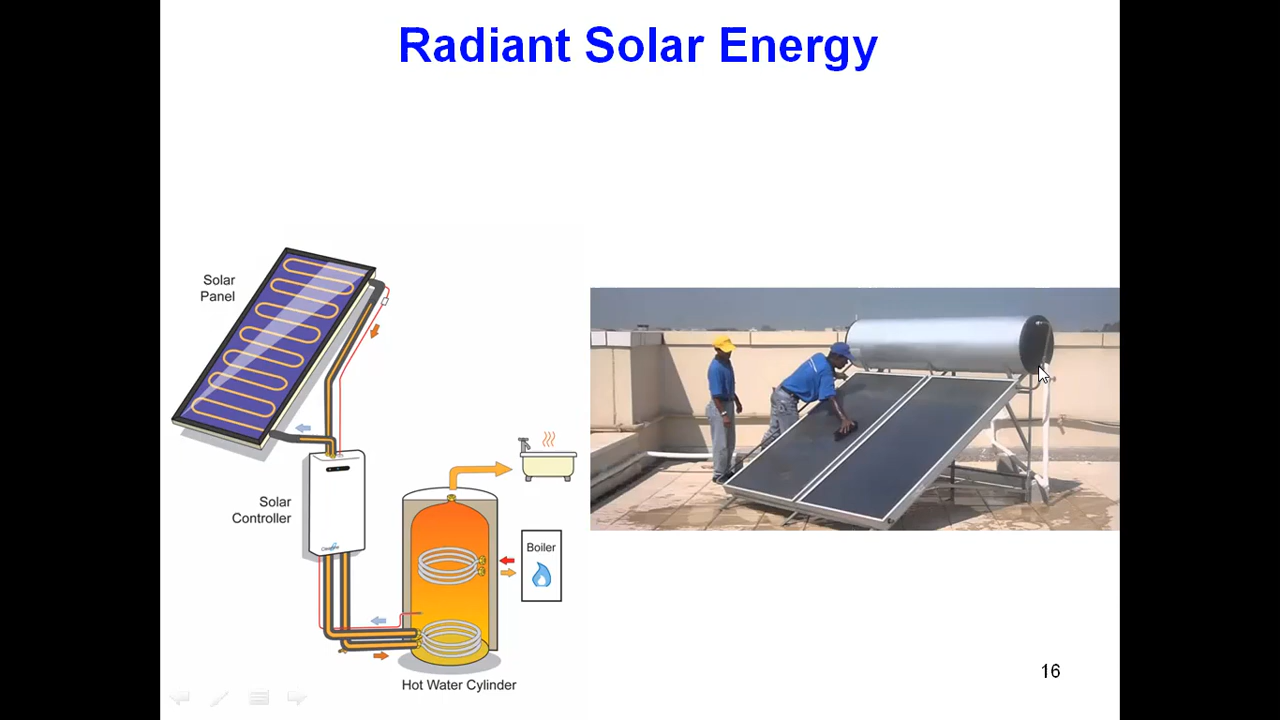 Radiant Solar Energy
Solar
Panel
Solar
Controller
Boiler
Hot Water Cylinder
16